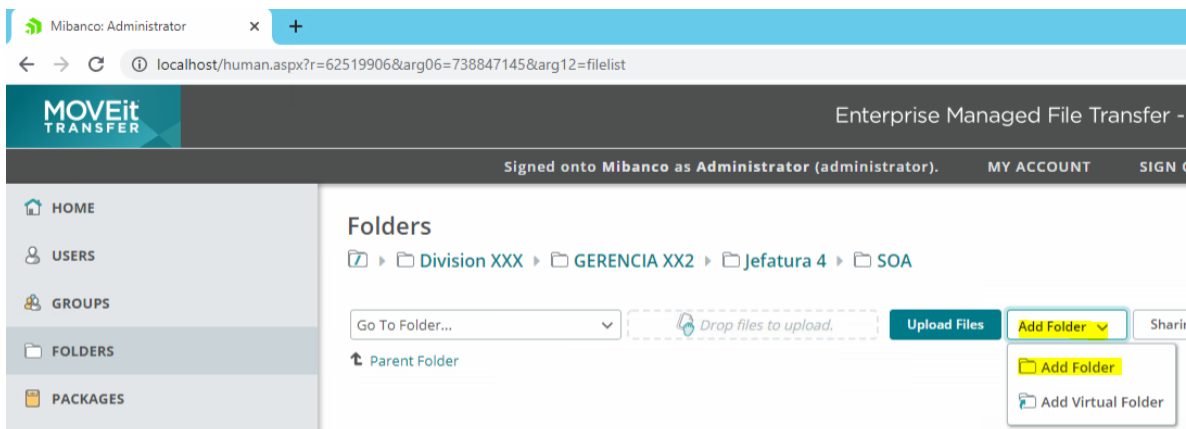 Mibanco: Administrator
localhost/human.aspx?r=62519906&arg06=738847145&arg12=filelist
MOVEit
TRANSFER
Enterprise Managed File Transfer -
Signed onto Mibanco as Administrator (administrator). MY ACCOUNT SIGN
HOME
USERS
GROUPS
FOLDERS
PACKAGES
Folders
Division XXX GERENCIA XX2 Jefatura 4 SOA
Go To Folder... Drop files to upload. Upload Files Add Folder
Parent Folder
Add Folder
Add Virtual Folder